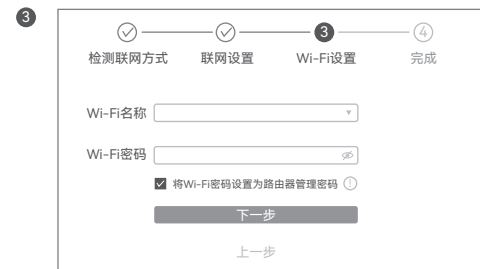 3
3 4
检测联网方式 联网设置 Wi-Fi设置 完成
Wi-Fi名称
Wi-Fi密码
将Wi-Fi密码设置为路由器管理密码 !
下一步
上一步